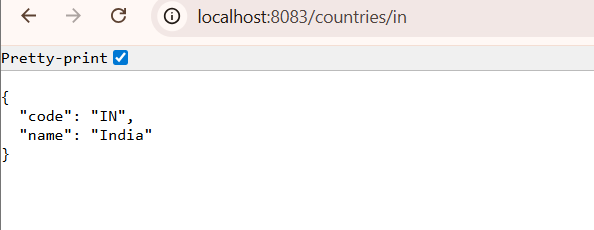 localhost:8083/countries/in
Pretty-print
{
  "code": "IN",
  "name": "India"
}